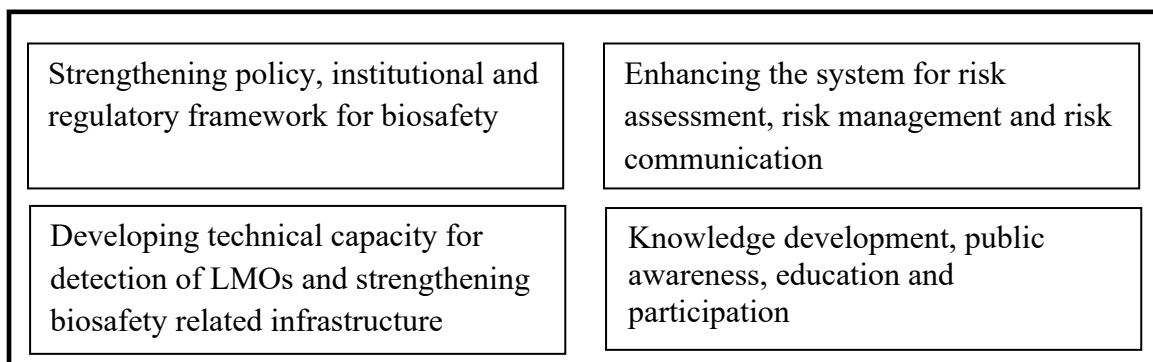 Strengthening policy, institutional and
regulatory framework for biosafety
Enhancing the system for risk
assessment, risk management and risk
communication
Developing technical capacity for
detection of LMOs and strengthening
biosafety related infrastructure
Knowledge development, public
awareness, education and
participation